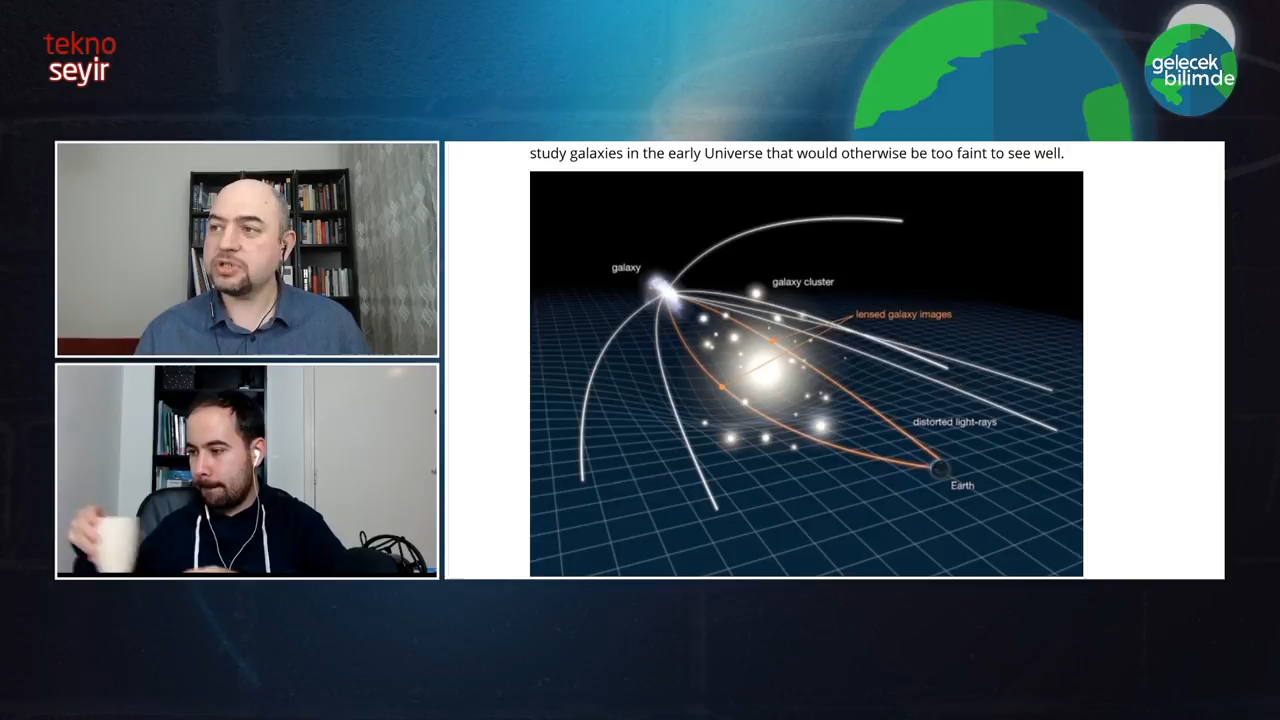 tekno
seyir
gelecek
bilimde
study galaxies in the early Universe that would otherwise be too faint to see well.
galaxy
galaxy cluster
lensed galaxy images
distorted light-rays
Earth